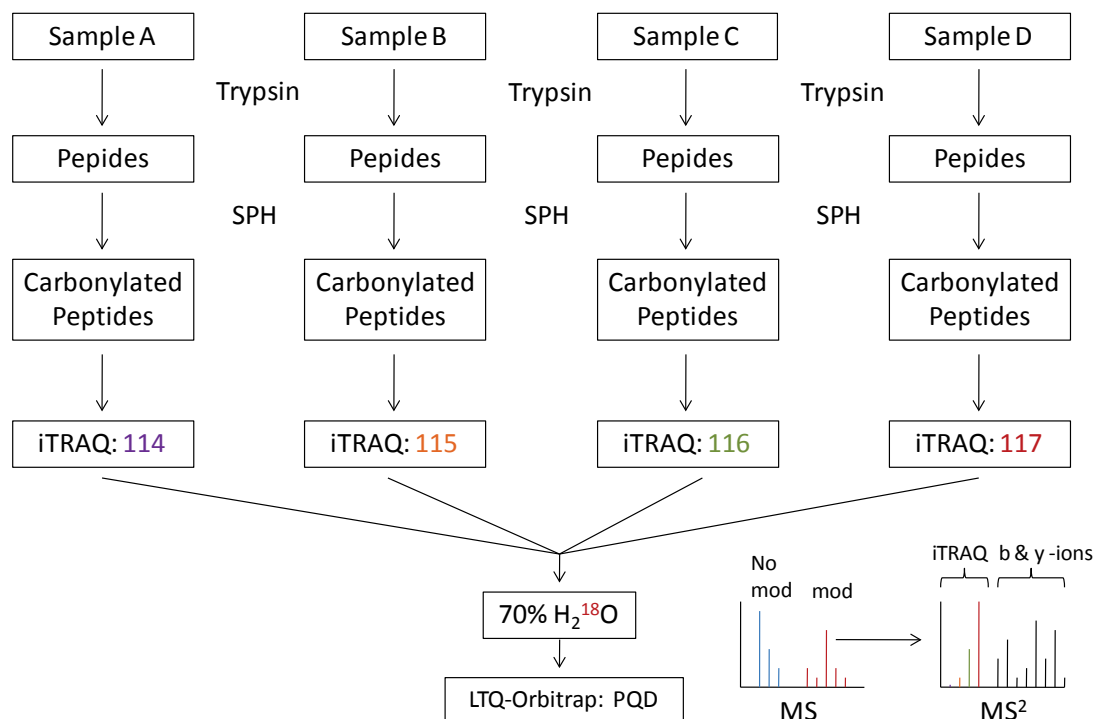 Sample A
Sample B
Sample C
Sample D
Trypsin
Trypsin
Trypsin
Pepides
Pepides
Pepides
Pepides
SPH
SPH
SPH
Carbonylated
Peptides
Carbonylated
Peptides
Carbonylated
Peptides
Carbonylated
Peptides
iTRAQ: 114
iTRAQ: 115
iTRAQ: 116
iTRAQ: 117
70% H₂¹⁸O
LTQ-Orbitrap: PQD
No
mod
mod
MS
iTRAQ
b & y -ions
MS²